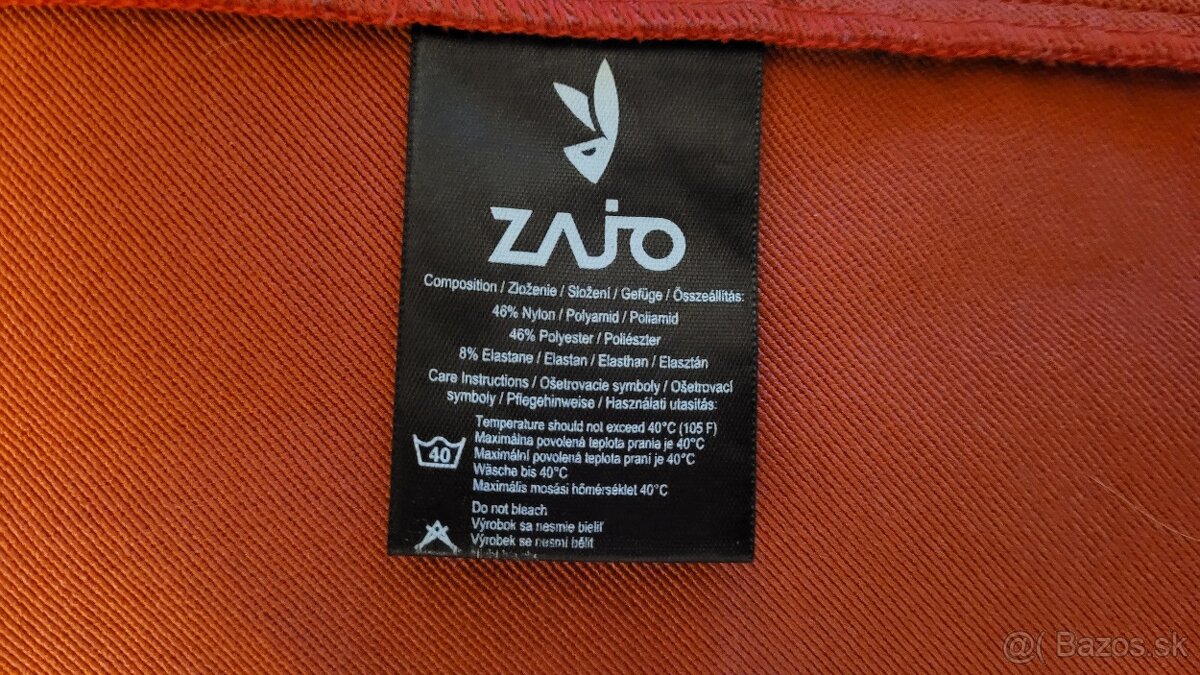 ZAJO
Composition / Zloženie / Složení / Gefüge / Összeállítás:
46% Nylon / Polyamid / Poliamid
46% Polyester / Poliészter
8% Elastane / Elastan / Elasthan / Elasztán
Care Instructions / Ošetrovacie symboly / Ošetrovací
symboly / Pflegehinweise / Használati utasitás:
40
Temperature should not exceed 40°C (105 F)
Maximálna povolená teplota prania je 40°C
Maximální povolená teplota praní je 40°C
Wäsche bis 40°C
Maximális mosási hőmérséklet 40°C
Do not bleach
Výrobok sa nesmie bieliť
Výrobek se nesmí bělit
@( Bazos.sk